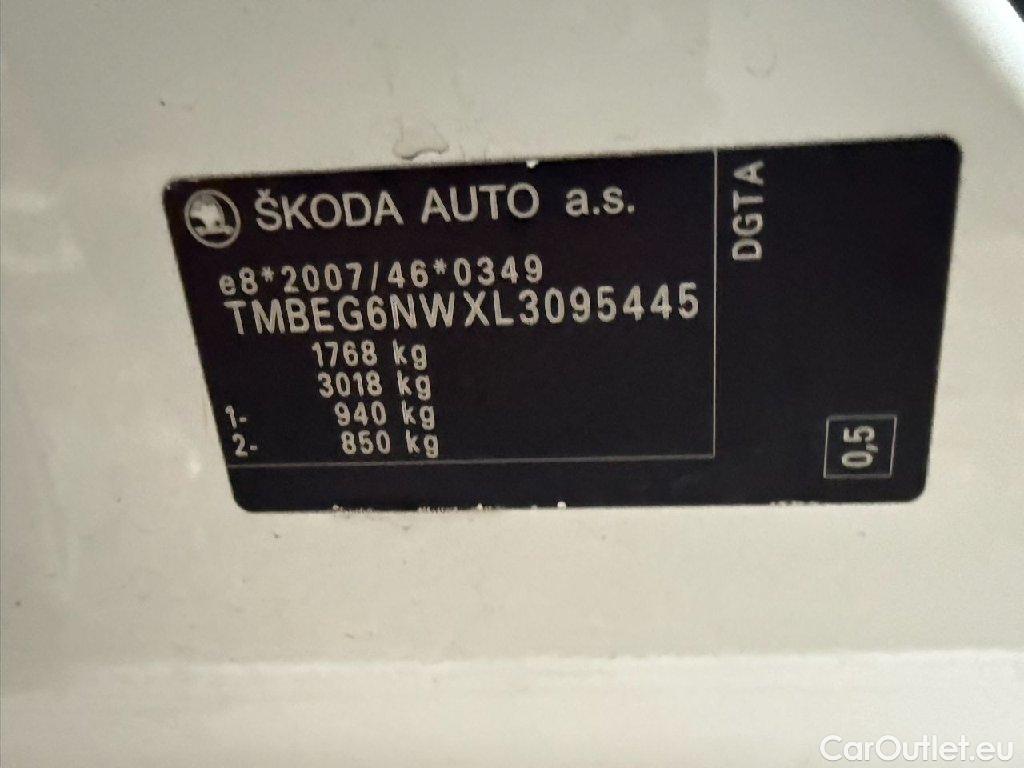 ŠKODA AUTO a.s.
e8*2007/46*0349
TMBEG6NWXL3095445
1768 kg
3018 kg
1- 940 kg
2- 850 kg
DGTA
0,5
CarOutlet.eu